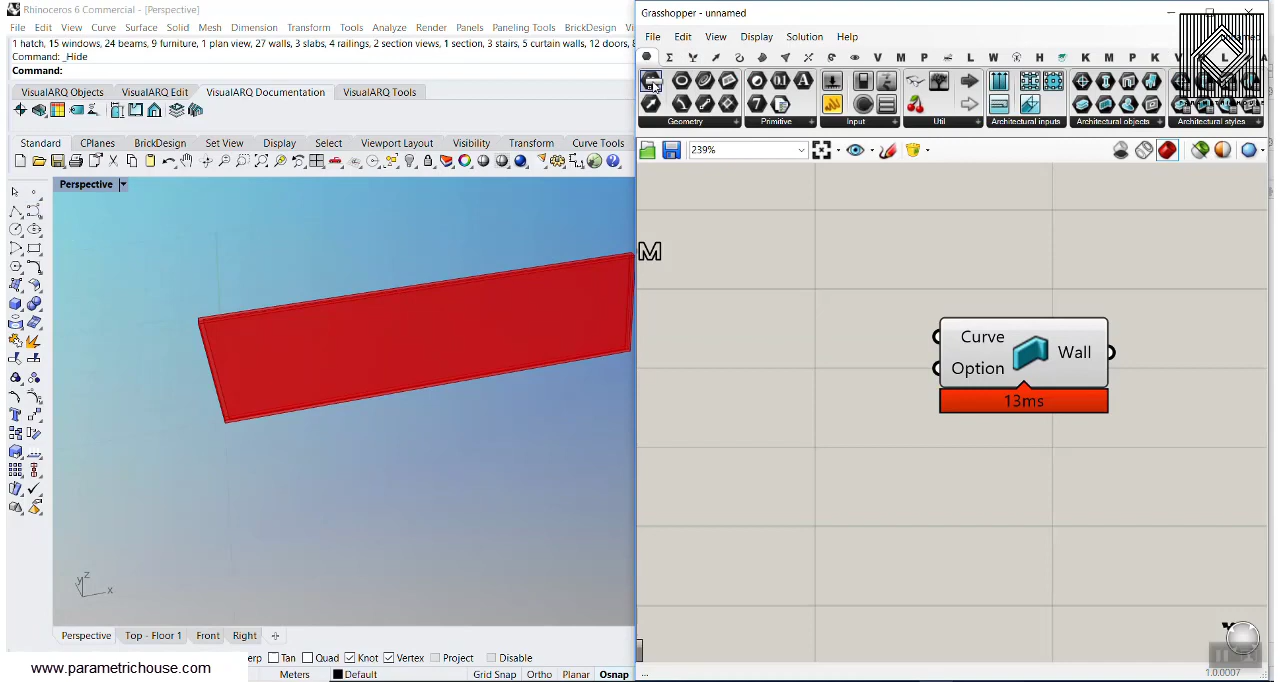 Rhinoceros 6 Commercial - [Perspective]
File Edit View Curve Surface Solid Mesh Dimension Transform Tools Analyze Render Panels Paneling Tools BrickDesign
1 hatch, 15 windows, 24 beams, 9 furniture, 1 plan view, 27 walls, 3 slabs, 4 railings, 2 section views, 1 section, 3 stairs, 5 curtain walls, 12 doors,
Command: _Hide
Command:
VisualARQ Objects VisualARQ Edit VisualARQ Documentation VisualARQ Tools
Standard CPlanes BrickDesign Set View Display Select Viewport Layout Visibility Transform Curve Tools
Perspective
z
y
x
Perspective Top - Floor 1 Front Right
erp Tan Quad Knot Vertex Project Disable
Meters Default Grid Snap Ortho Planar Osnap
www.parametrichouse.com
Grasshopper - unnamed
File Edit View Display Solution Help
V M P L W H K M P K V L
Geometry Primitive Input Util Architectural inputs Architectural objects Architectural styles
239%
M
Curve
Option
Wall
13ms
...
1.0.0007